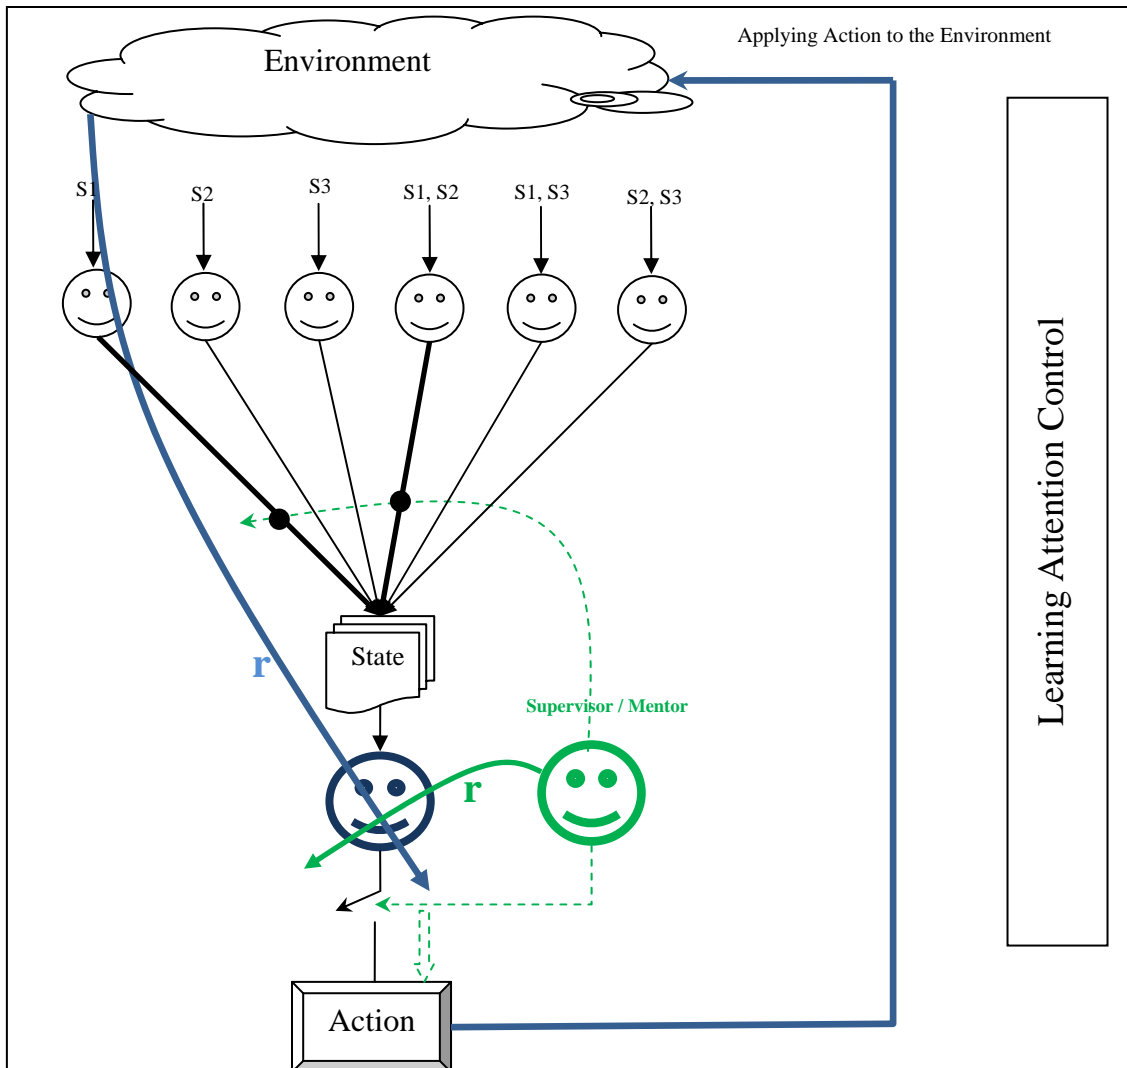 Applying Action to the Environment
Environment
S1
S2
S3
S1, S2
S1, S3
S2, S3
Learning Attention Control
State
r
Supervisor / Mentor
r
Action